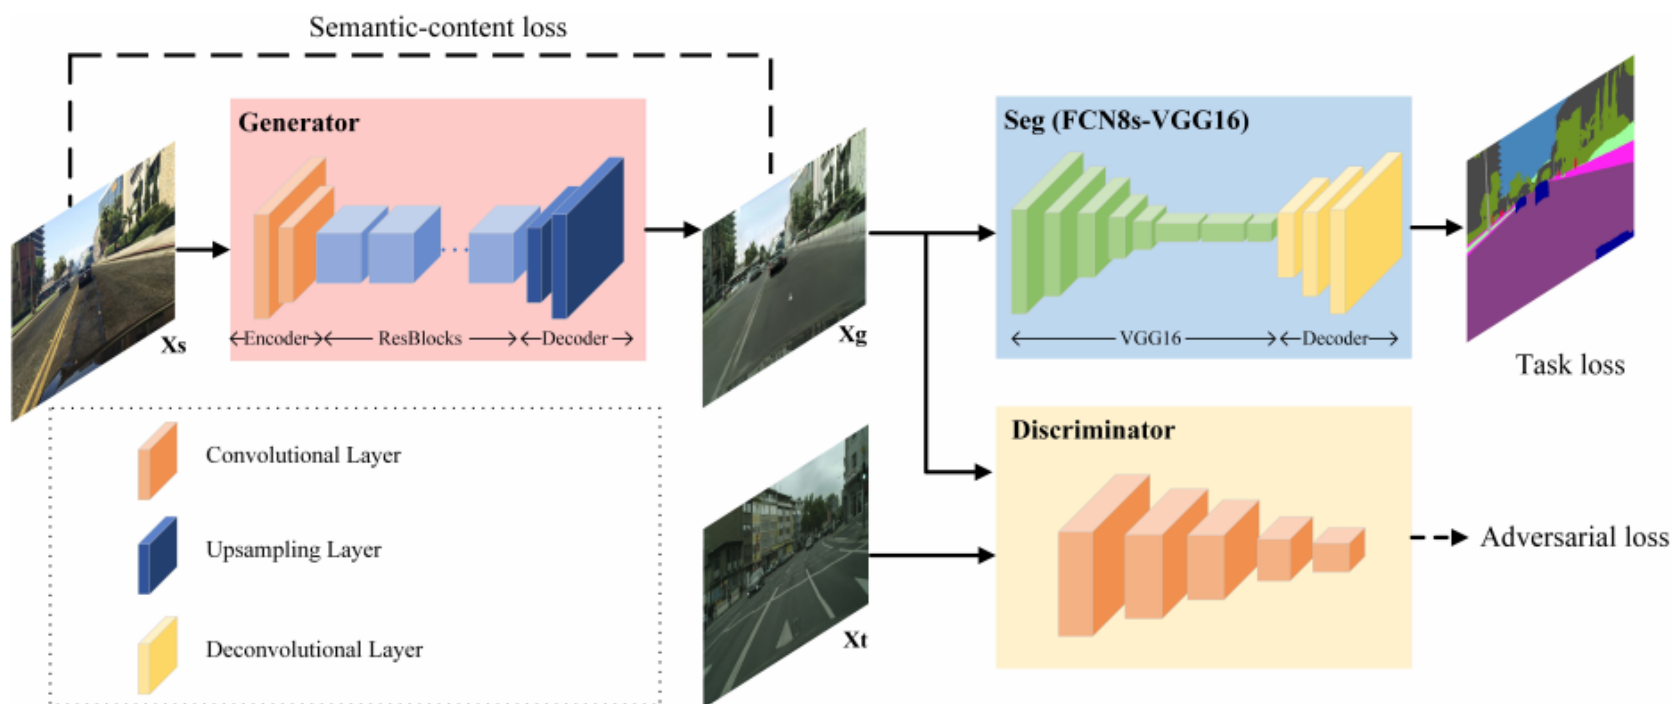 Semantic-content loss
Generator
Seg (FCN8s-VGG16)
Xs
Encoder
ResBlocks
Decoder
Xg
VGG16
Decoder
Task loss
Convolutional Layer
Upsampling Layer
Deconvolutional Layer
Xt
Discriminator
Adversarial loss